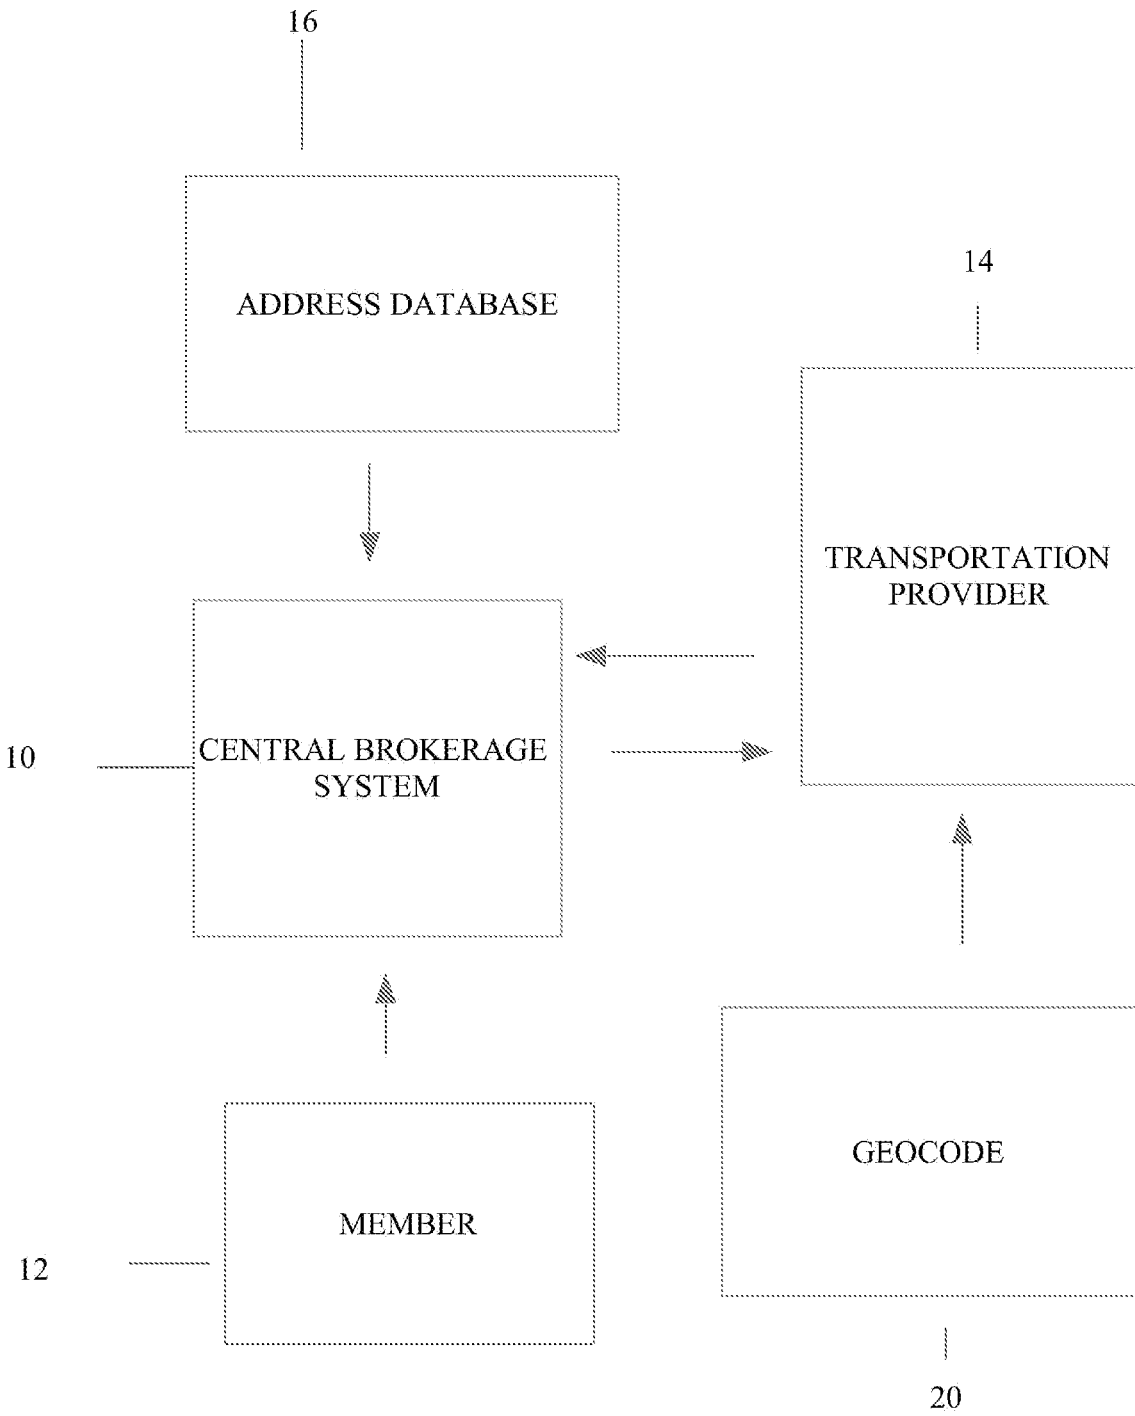 16
ADDRESS DATABASE
14
TRANSPORTATION
PROVIDER
10
CENTRAL BROKERAGE
SYSTEM
GEOCODE
MEMBER
12
20